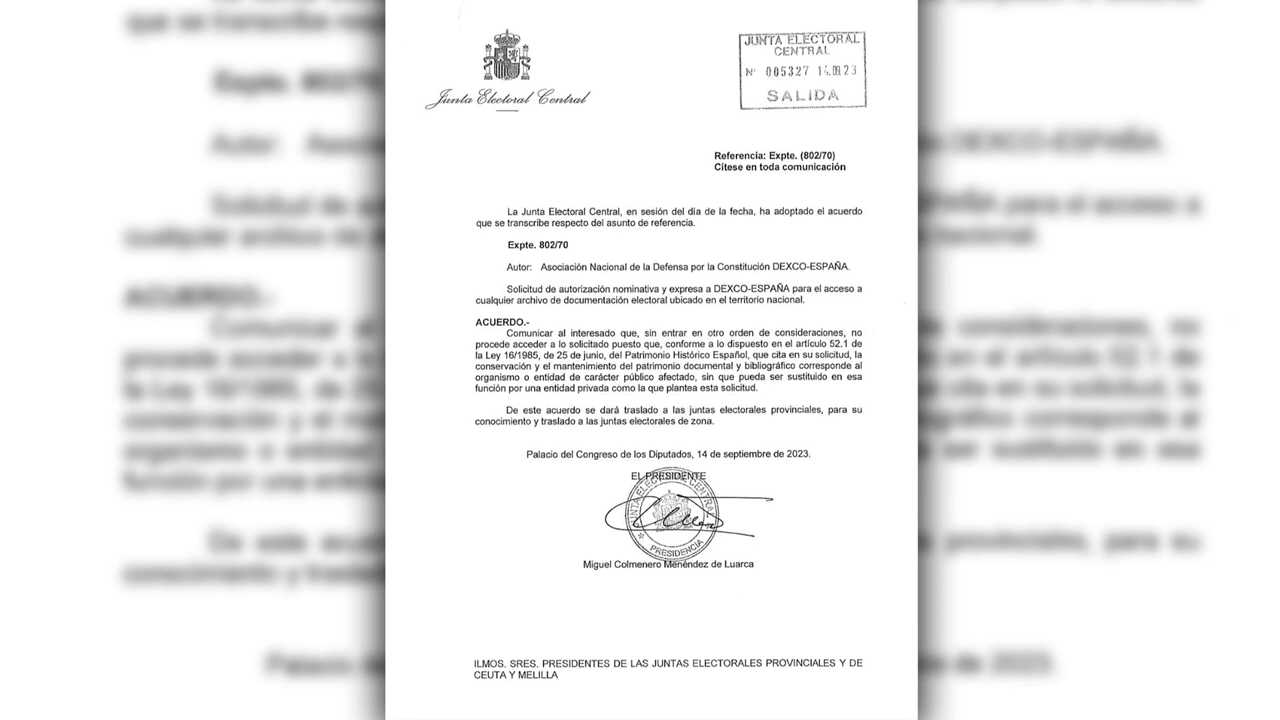 Junta Electoral Central
JUNTA ELECTORAL
CENTRAL
Nº 005327 14.09.23
SALIDA
Referencia: Expte. (802/70)
Cítese en toda comunicación
La Junta Electoral Central, en sesión del día de la fecha, ha adoptado el acuerdo
que se transcribe respecto del asunto de referencia.
Expte. 802/70
Autor: Asociación Nacional de la Defensa por la Constitución DEXCO-ESPAÑA.
Solicitud de autorización nominativa y expresa a DEXCO-ESPAÑA para el acceso a
cualquier archivo de documentación electoral ubicado en el territorio nacional.
ACUERDO.-
Comunicar al interesado que, sin entrar en otro orden de consideraciones, no
procede acceder a lo solicitado puesto que, conforme a lo dispuesto en el artículo 52.1 de
la Ley 16/1985, de 25 de junio, del Patrimonio Histórico Español, que cita en su solicitud, la
conservación y el mantenimiento del patrimonio documental y bibliográfico corresponde al
organismo o entidad de carácter público afectado, sin que pueda ser sustituido en esa
función por una entidad privada como la que plantea esta solicitud.
De este acuerdo se dará traslado a las juntas electorales provinciales, para su
conocimiento y traslado a las juntas electorales de zona.
Palacio del Congreso de los Diputados, 14 de septiembre de 2023.
EL PRESIDENTE
JUNTA ELECTORAL CENTRAL
PRESIDENCIA
Miguel Colmenero Menéndez de Luarca
ILMOS. SRES. PRESIDENTES DE LAS JUNTAS ELECTORALES PROVINCIALES Y DE
CEUTA Y MELILLA